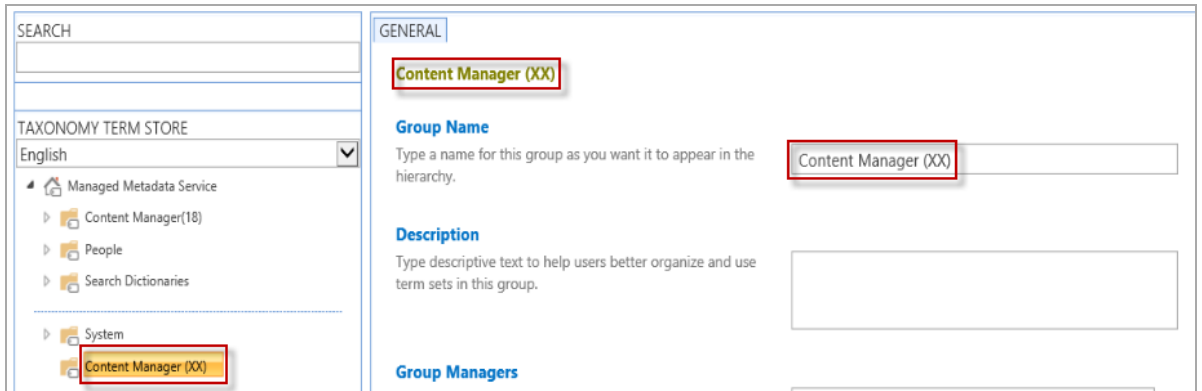 SEARCH
TAXONOMY TERM STORE
English
Managed Metadata Service
Content Manager(18)
People
Search Dictionaries
System
Content Manager (XX)
GENERAL
Content Manager (XX)
Group Name
Type a name for this group as you want it to appear in the
hierarchy.
Content Manager (XX)
Description
Type descriptive text to help users better organize and use
term sets in this group.
Group Managers